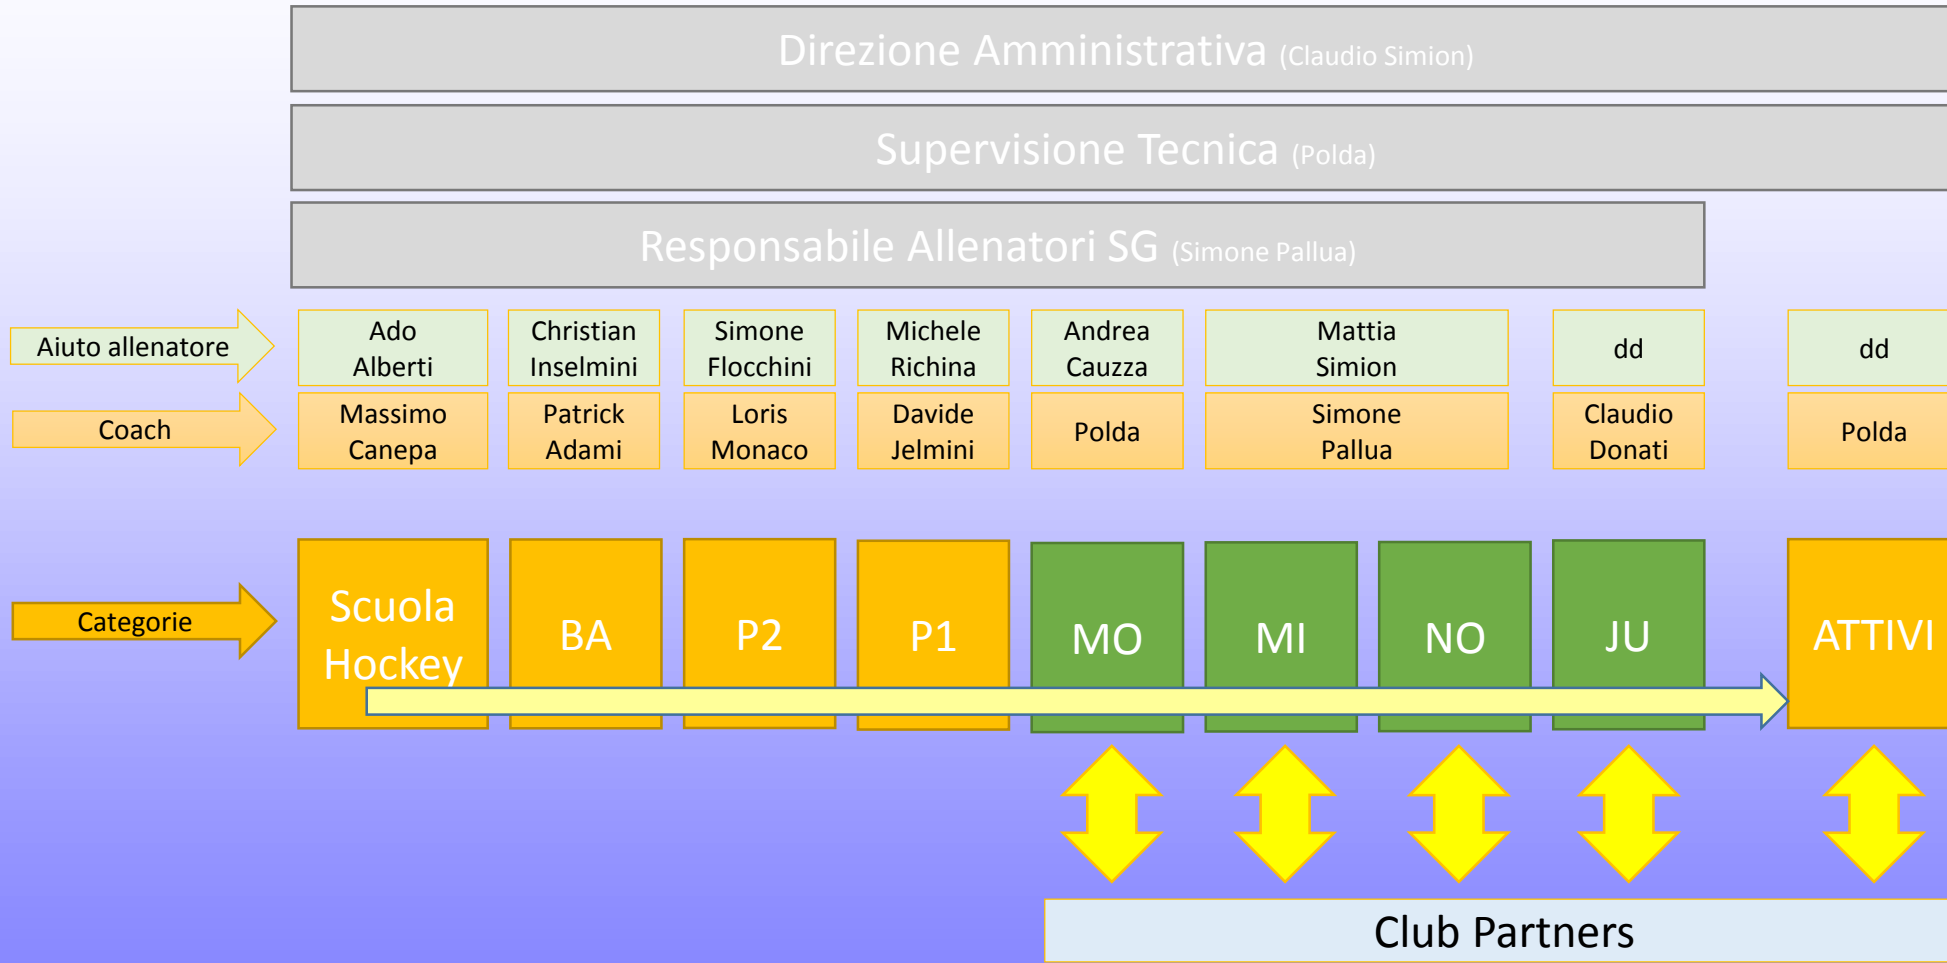 Direzione Amministrativa (Claudio Simion)
Supervisione Tecnica (Polda)
Responsabile Allenatori SG (Simone Pallua)
Aiuto allenatore
Ado
Alberti
Christian
Inselmini
Simone
Flocchini
Michele
Richina
Andrea
Cauzza
Mattia
Simion
dd
dd
Coach
Massimo
Canepa
Patrick
Adami
Loris
Monaco
Davide
Jelmini
Polda
Simone
Pallua
Claudio
Donati
Polda
Categorie
Scuola
Hockey
BA
P2
P1
MO
MI
NO
JU
ATTIVI
Club Partners